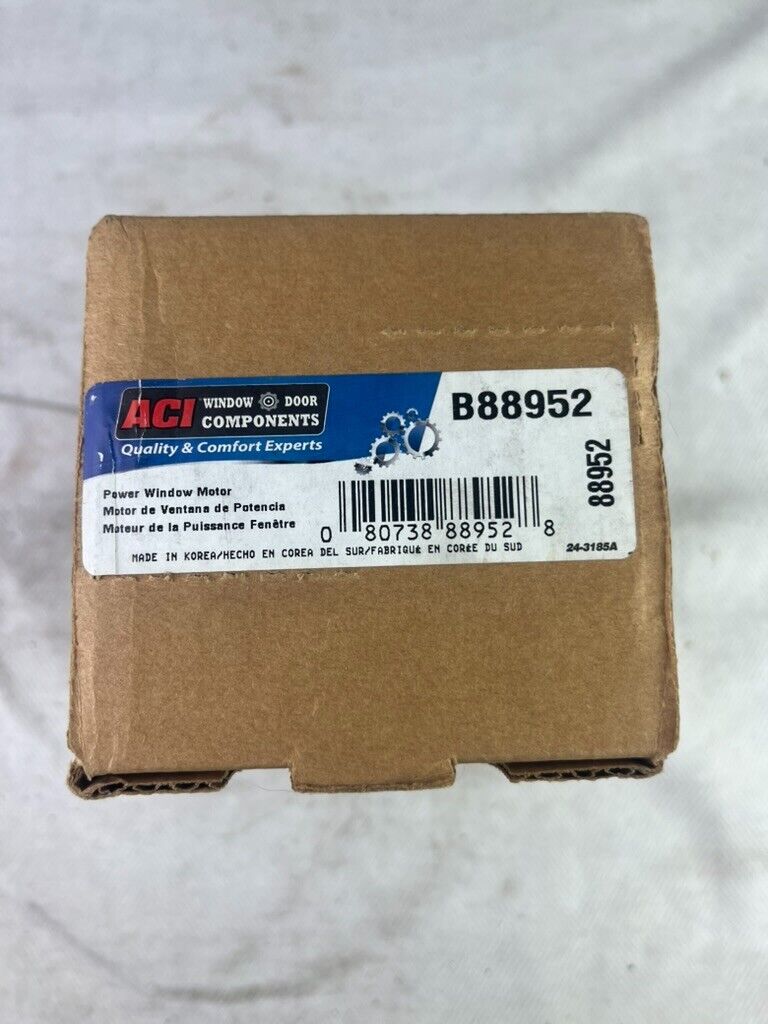 ACI WINDOW DOOR
COMPONENTS
Quality & Comfort Experts
B88952
88952
Power Window Motor
Motor de Ventana de Potencia
Moteur de la Puissance Fenêtre
0 80738 88952 8
MADE IN KOREA/HECHO EN COREA DEL SUR/FABRIQUé EN CORéE DU SUD
24-3185A